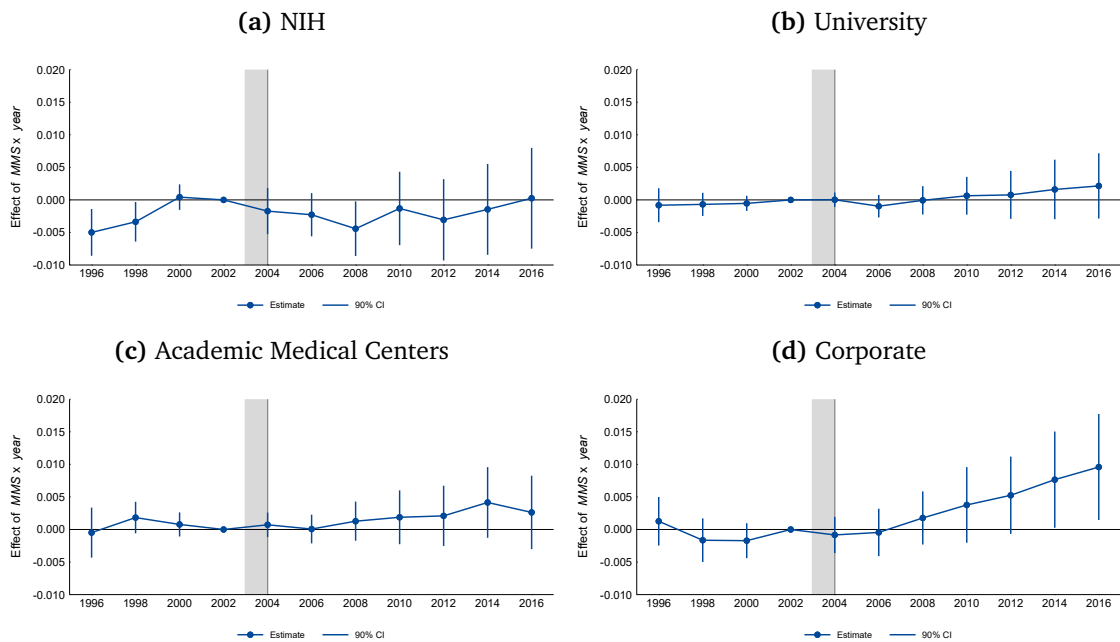 (a) NIH
0.020
0.015
0.010
0.005
0.000
-0.005
-0.010
Effect of MMS x year
1996 1998 2000 2002 2004 2006 2008 2010 2012 2014 2016
Estimate 90% CI
(b) University
0.020
0.015
0.010
0.005
0.000
-0.005
-0.010
Effect of MMS x year
1996 1998 2000 2002 2004 2006 2008 2010 2012 2014 2016
Estimate 90% CI
(c) Academic Medical Centers
0.020
0.015
0.010
0.005
0.000
-0.005
-0.010
Effect of MMS x year
1996 1998 2000 2002 2004 2006 2008 2010 2012 2014 2016
Estimate 90% CI
(d) Corporate
0.020
0.015
0.010
0.005
0.000
-0.005
-0.010
Effect of MMS x year
1996 1998 2000 2002 2004 2006 2008 2010 2012 2014 2016
Estimate 90% CI